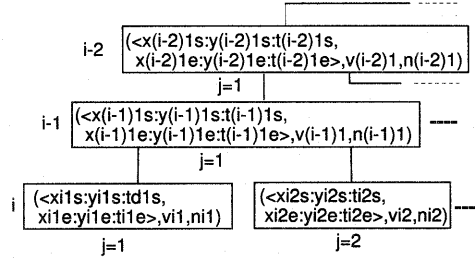 i-2
(<x(i-2)1s:y(i-2)1s:t(i-2)1s,
x(i-2)1e:y(i-2)1e:t(i-2)1e>,v(i-2)1,n(i-2)1)
j=1
i-1
(<x(i-1)1s:y(i-1)1s:t(i-1)1s,
x(i-1)1e:y(i-1)1e:t(i-1)1e>,v(i-1)1,n(i-1)1)
j=1
i
(<xi1s:yi1s:td1s,
xi1e:yi1e:ti1e>,vi1,ni1)
j=1
(<xi2s:yi2s:ti2s,
xi2e:yi2e:ti2e>,vi2,ni2)
j=2